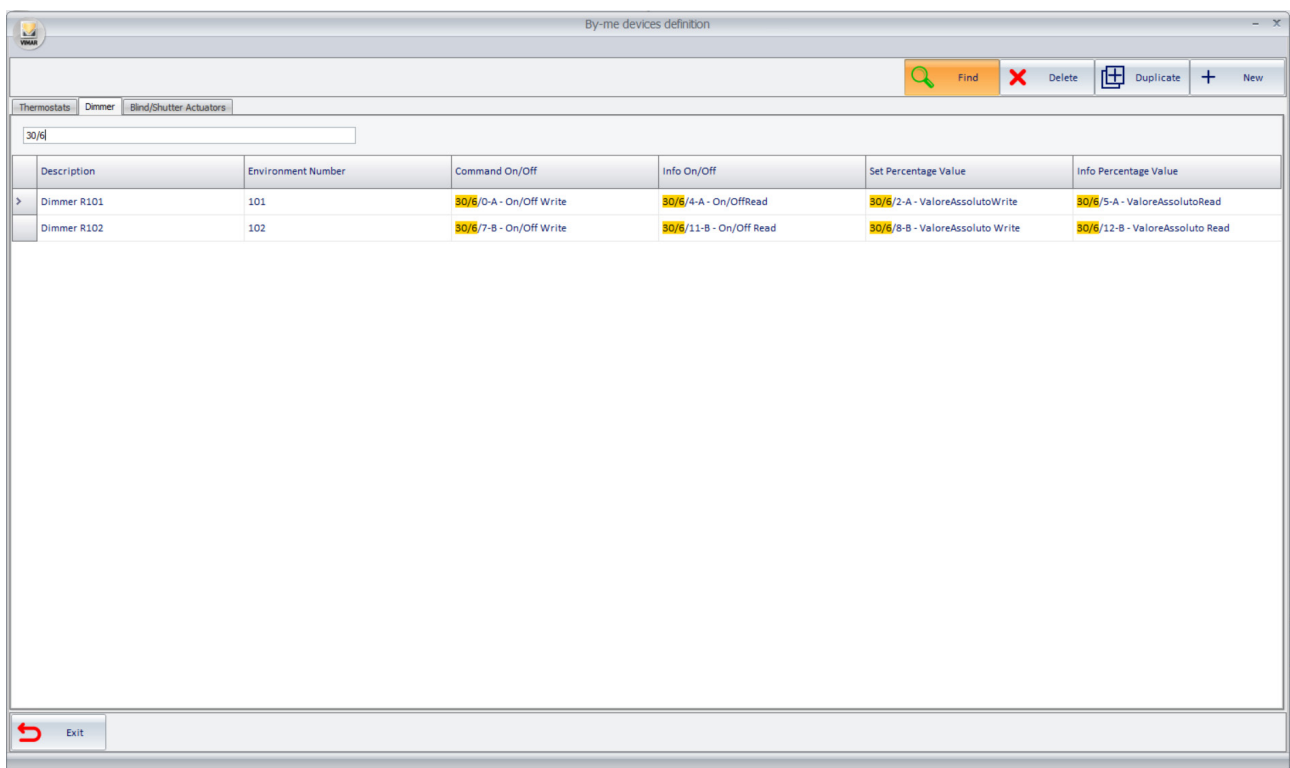 By-me devices definition
VIMAR
Find Delete Duplicate New
Thermostats Dimmer Blind/Shutter Actuators
30/6
Description Environment Number Command On/Off Info On/Off Set Percentage Value Info Percentage Value
Dimmer R101 101 30/6/0-A - On/Off Write 30/6/4-A - On/OffRead 30/6/2-A - ValoreAssolutoWrite 30/6/5-A - ValoreAssolutoRead
Dimmer R102 102 30/6/7-B - On/Off Write 30/6/11-B - On/Off Read 30/6/8-B - ValoreAssoluto Write 30/6/12-B - ValoreAssoluto Read
Exit